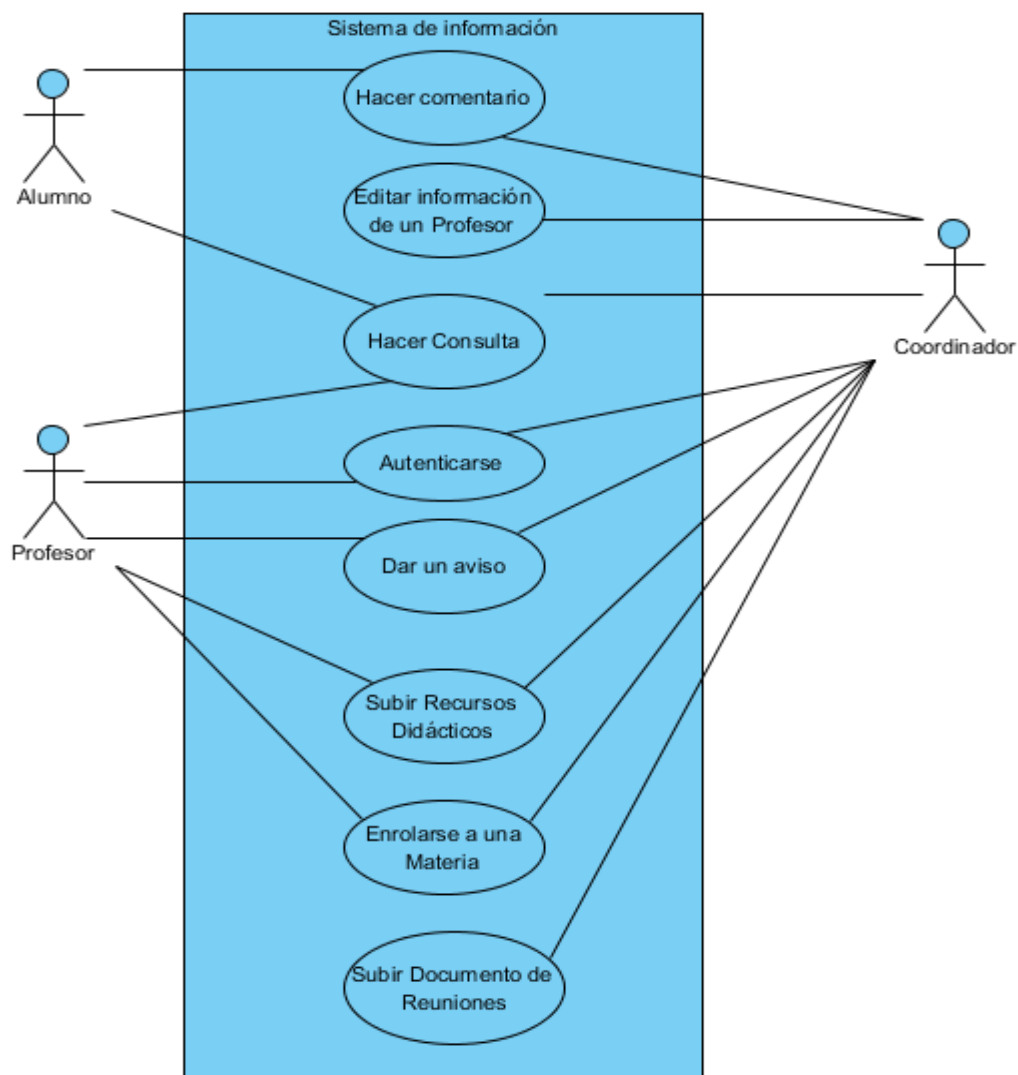 Sistema de información
Hacer comentario
Alumno
Editar información
de un Profesor
Hacer Consulta
Coordinador
Autenticarse
Profesor
Dar un aviso
Subir Recursos
Didácticos
Enrolarse a una
Materia
Subir Documento de
Reuniones